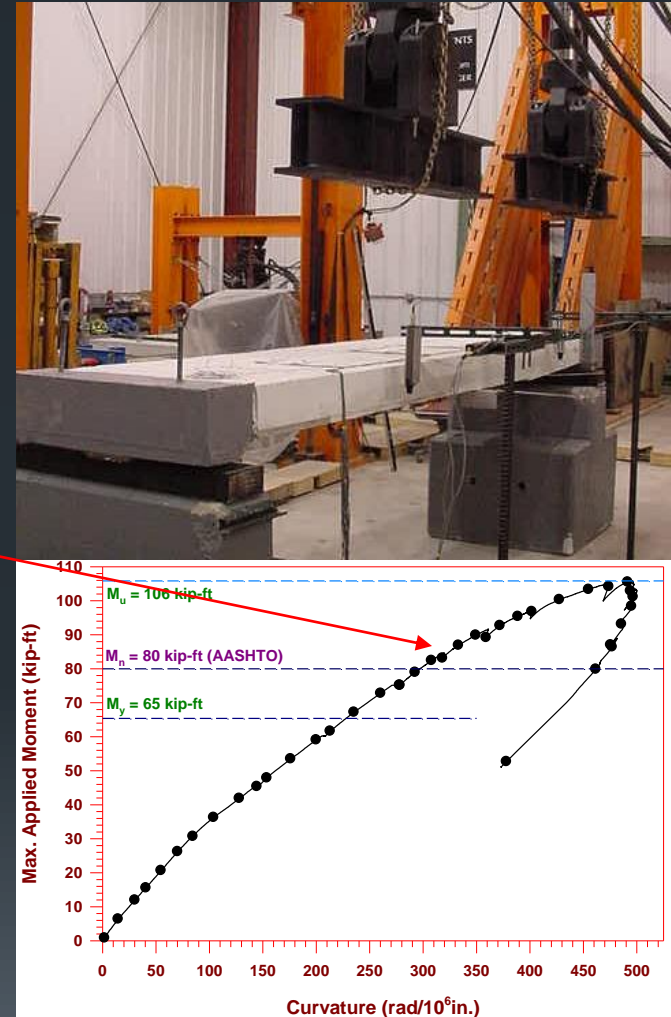 NTS
CER
110
100
90
80
70
60
50
40
30
20
10
0
M_u = 106 kip-ft
M_n = 80 kip-ft (AASHTO)
M_y = 65 kip-ft
Max. Applied Moment (kip-ft)
0 50 100 150 200 250 300 350 400 450 500
Curvature (rad/10⁶in.)